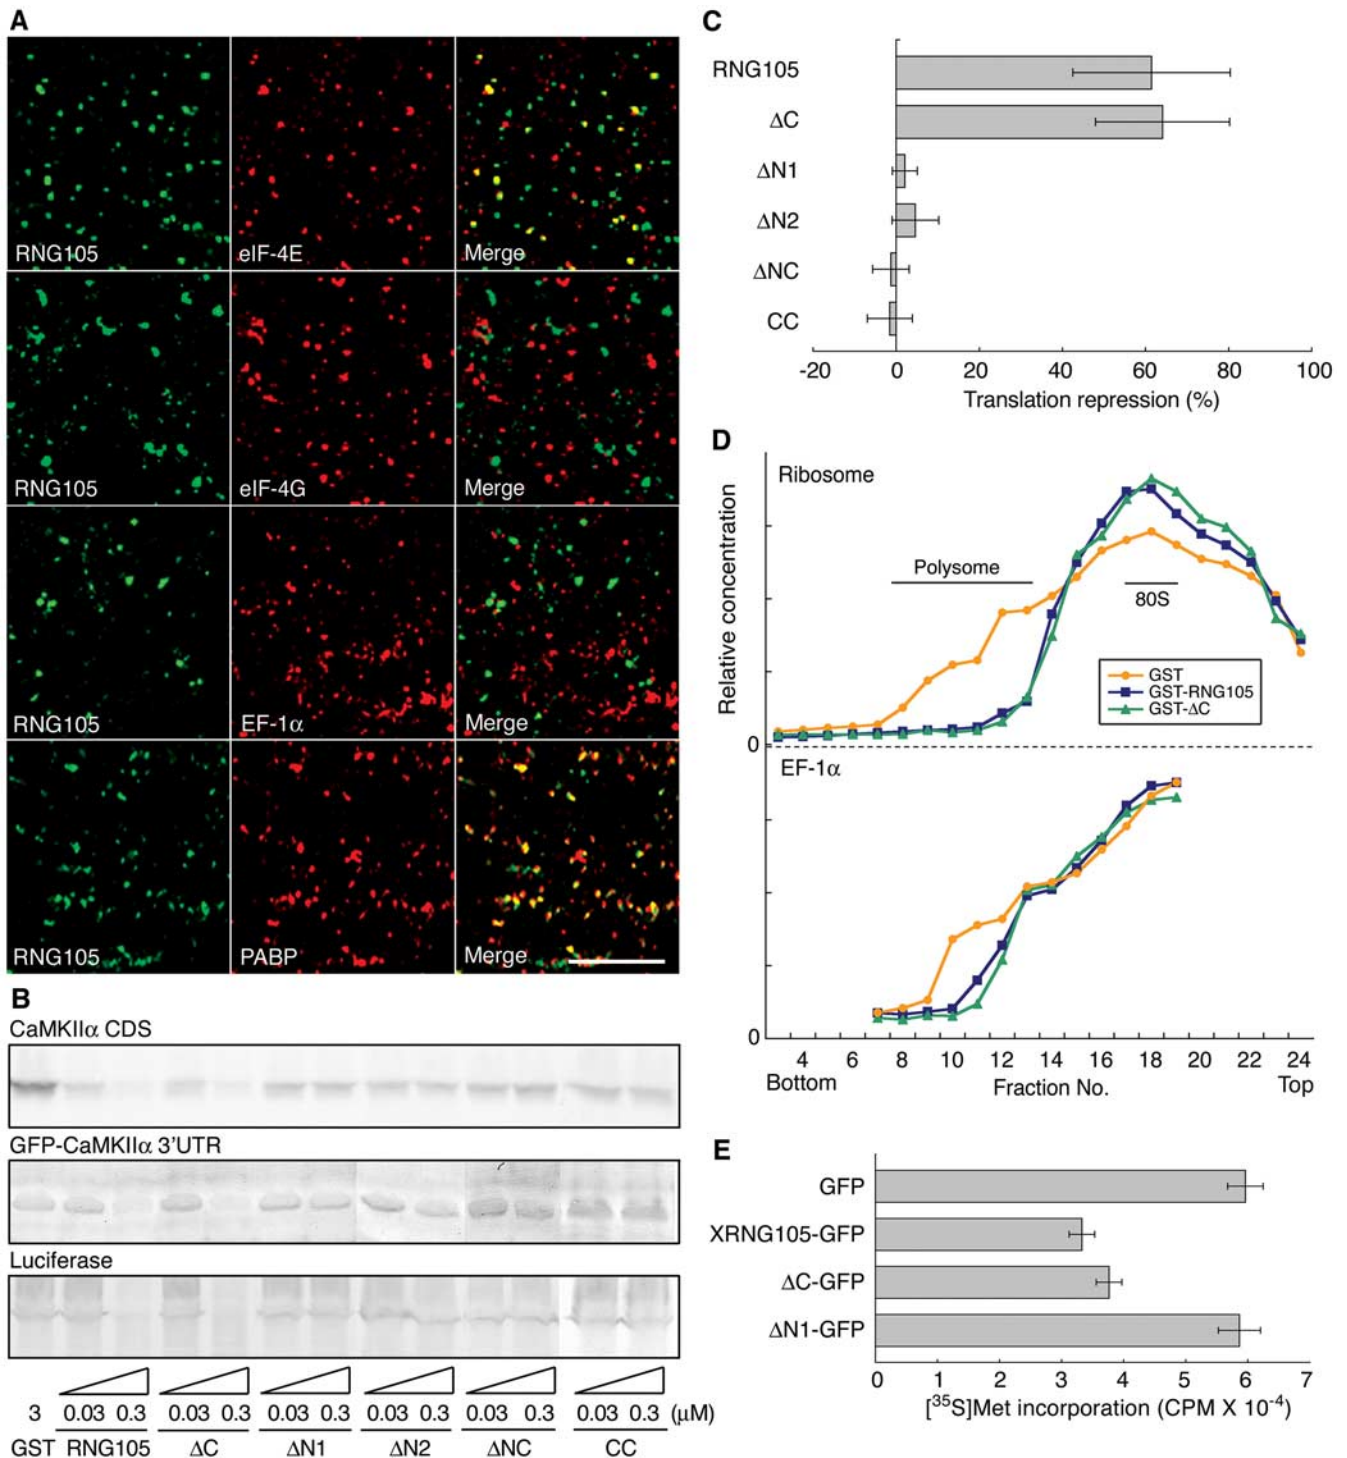 A
RNG105 eIF-4E Merge
RNG105 eIF-4G Merge
RNG105 EF-1α Merge
RNG105 PABP Merge
B
CaMKIIα CDS
GFP-CaMKIIα 3'UTR
Luciferase
3 0.03 0.3 0.03 0.3 0.03 0.3 0.03 0.3 0.03 0.3 0.03 0.3 (μM)
GST RNG105 ΔC ΔN1 ΔN2 ΔNC CC
C
RNG105
ΔC
ΔN1
ΔN2
ΔNC
CC
-20 0 20 40 60 80 100
Translation repression (%)
D
Relative concentration
Ribosome
Polysome
80S
GST
GST-RNG105
GST-ΔC
0
EF-1α
0
4 6 8 10 12 14 16 18 20 22 24
Bottom Fraction No. Top
E
GFP
XRNG105-GFP
ΔC-GFP
ΔN1-GFP
0 1 2 3 4 5 6 7
[³⁵S]Met incorporation (CPM X 10⁻⁴)